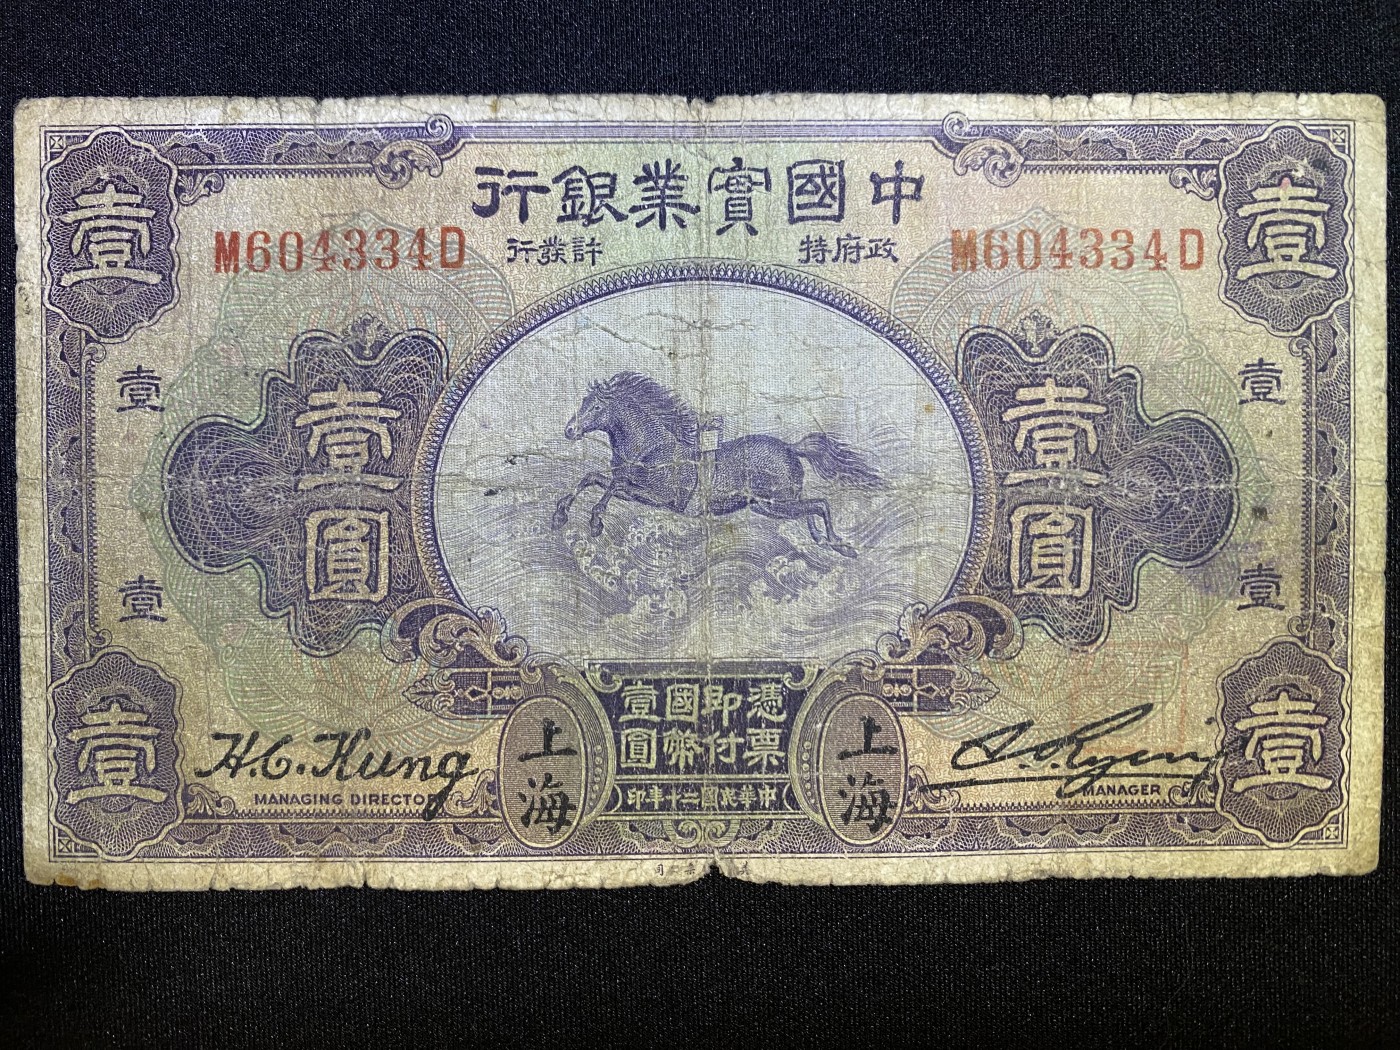 壹
壹
中國實業銀行
M604334D
政府特許發行
M604334D
壹
壹
壹圓
壹圓
壹
壹
憑票
即付
國幣
壹圓
上海
上海
中華民國二十年印
H.C.Kung
MANAGING DIRECTOR
MANAGER
壹
壹